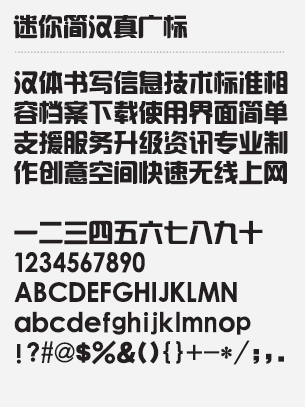 迷你简汉真广标
汉体书写信息技术标准相
容档案下载使用界面简单
支援服务升级资讯专业制
作创意空间快速无线上网
一二三四五六七八九十
1234567890
ABCDEFGHIJKLMN
abcdefghijklmnop
!?#@$%&(){}+-*/;,.